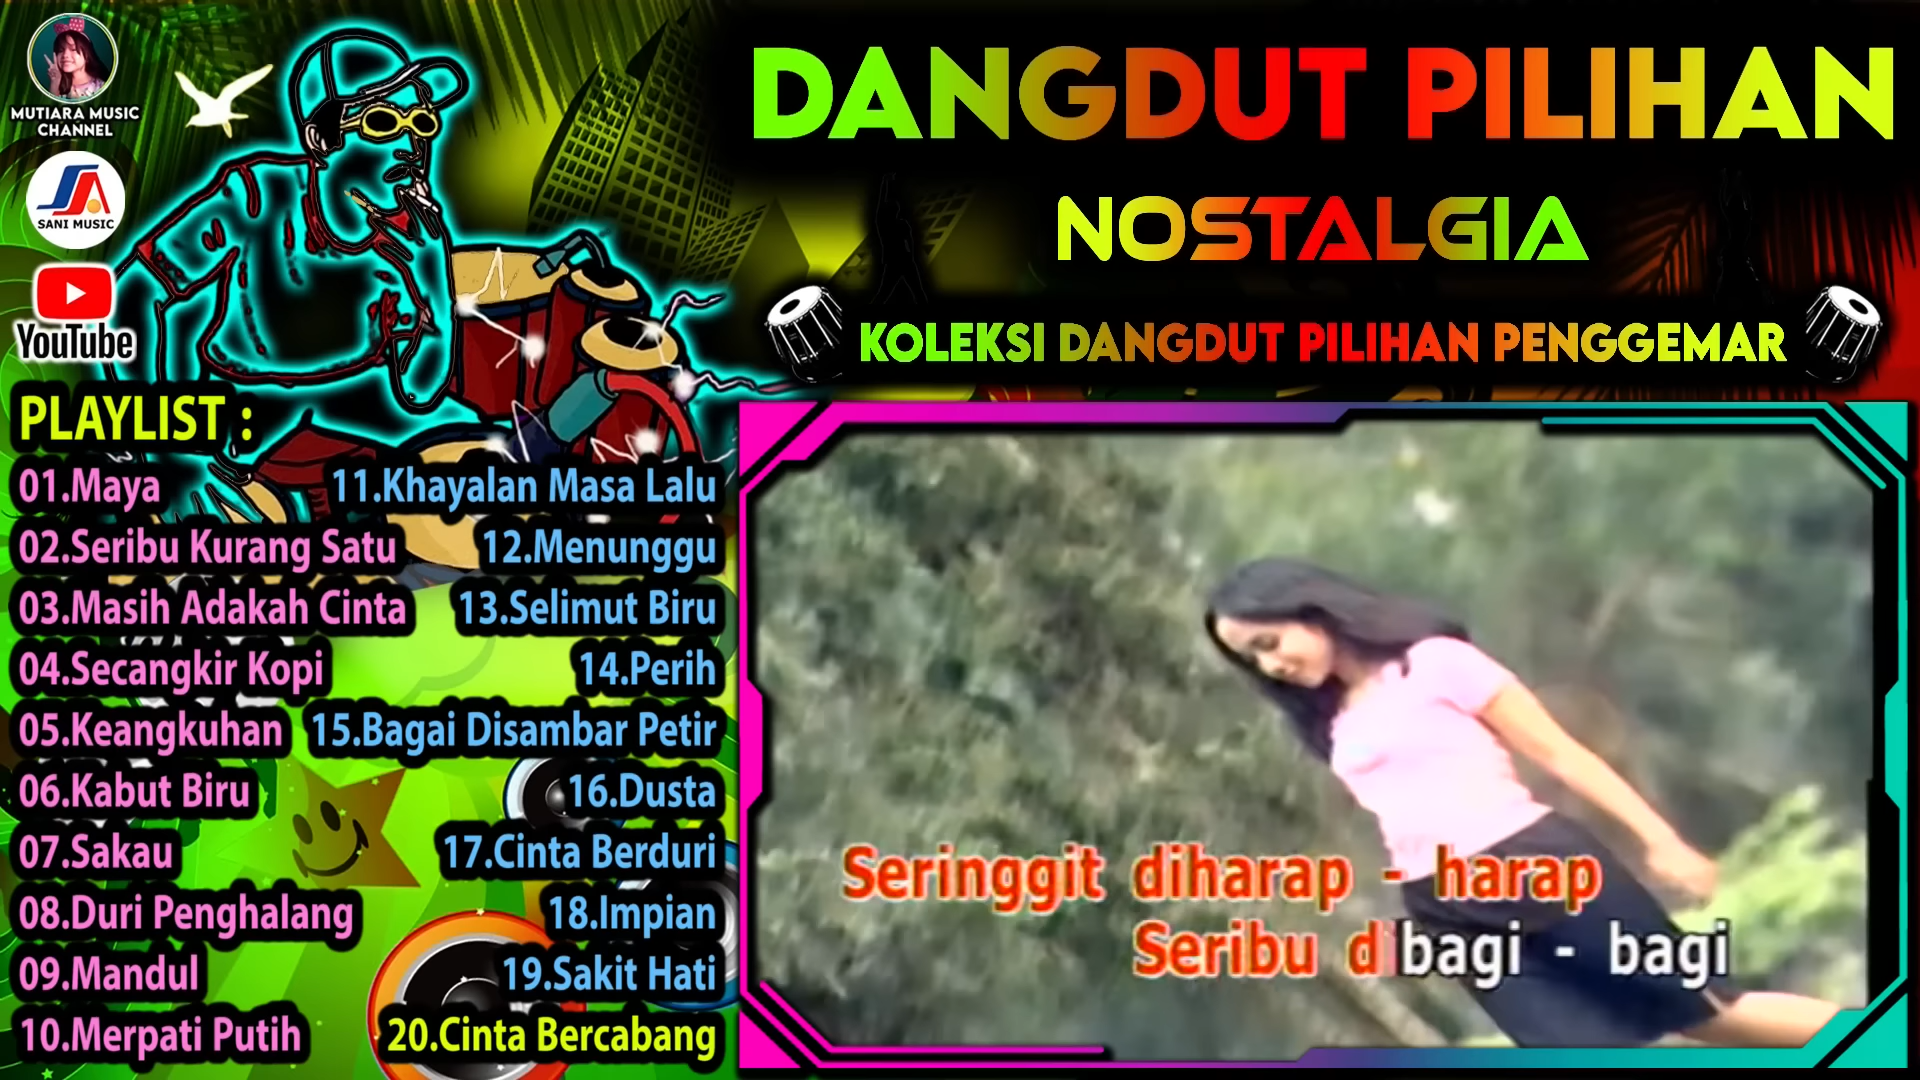 MUTIARA MUSIC
CHANNEL
SANI MUSIC
YouTube
DANGDUT PILIHAN
NOSTALGIA
KOLEKSI DANGDUT PILIHAN PENGGEMAR
PLAYLIST :
01.Maya
02.Seribu Kurang Satu
03.Masih Adakah Cinta
04.Secangkir Kopi
05.Keangkuhan
06.Kabut Biru
07.Sakau
08.Duri Penghalang
09.Mandul
10.Merpati Putih
11.Khayalan Masa Lalu
12.Menunggu
13.Selimut Biru
14.Perih
15.Bagai Disambar Petir
16.Dusta
17.Cinta Berduri
18.Impian
19.Sakit Hati
20.Cinta Bercabang
Seringgit diharap - harap
Seribu dibagi - bagi